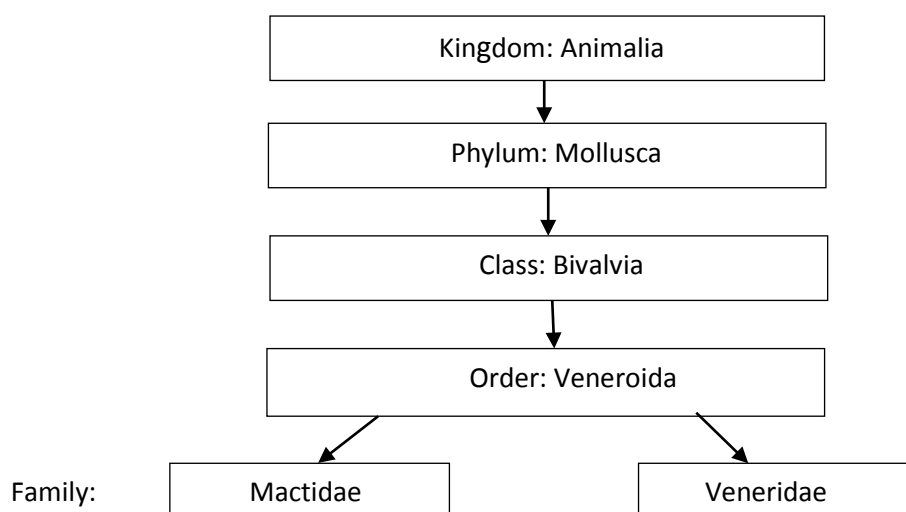 Kingdom: Animalia
Phylum: Mollusca
Class: Bivalvia
Order: Veneroida
Family: Mactidae Veneridae